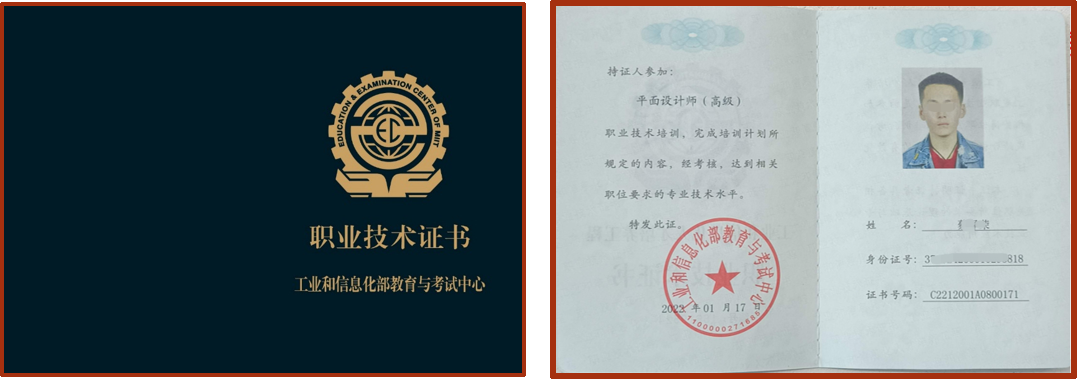 EDUCATION & EXAMINATION CENTER OF MIIT
EC
职业技术证书
工业和信息化部教育与考试中心
持证人参加：
平面设计师（高级）
职业技术培训、完成培训计划所
规定的内容，经考核，达到相关
职位要求的专业技术水平。
特发此证。
工业和信息化部教育与考试中心
2023 年 01 月 17 日
1100000271688
姓 名：
身份证号：3 818
证书号码：C2212001A0800171